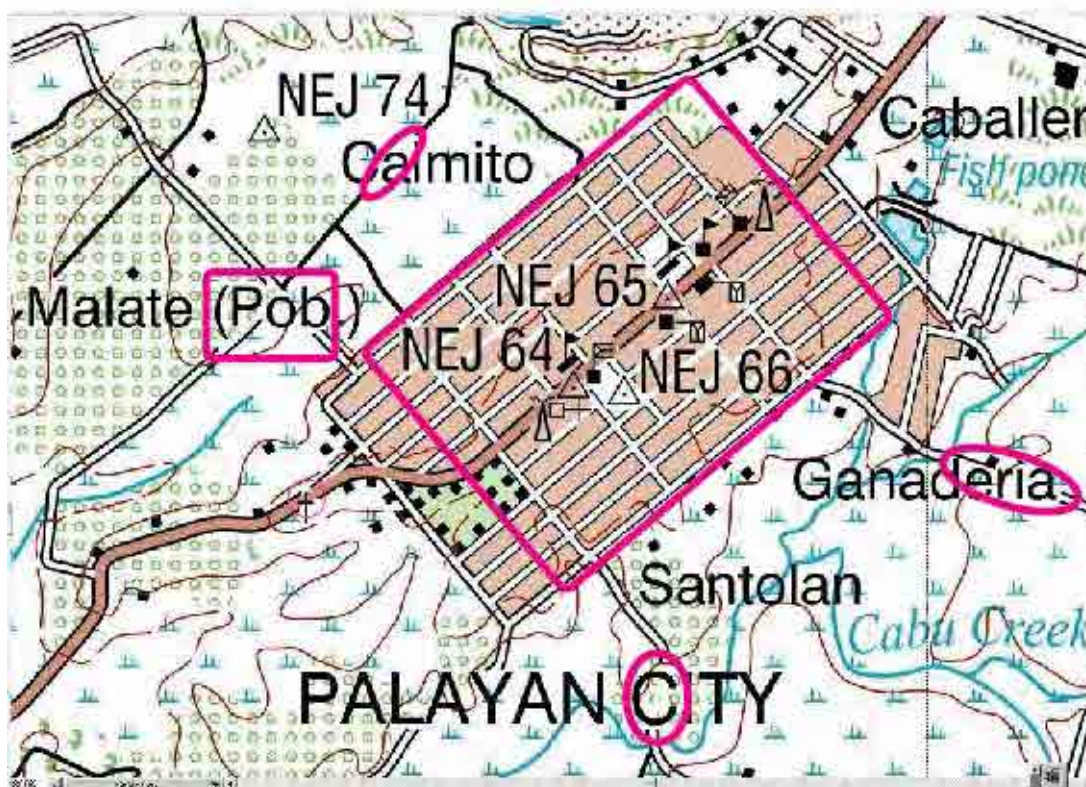 NEJ 74
Caimito
Caballer
Fish pond
Malate (Pob.)
NEJ 65
NEJ 64
NEJ 66
Ganaderia
Santolan
Cabu Creek
PALAYAN CITY